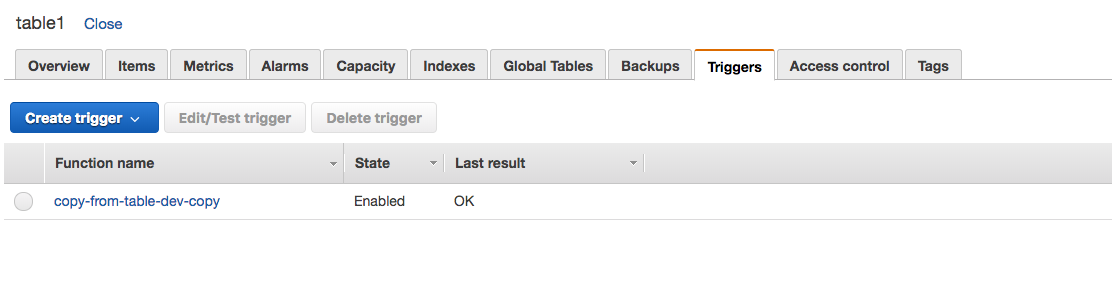 table1 Close
Overview Items Metrics Alarms Capacity Indexes Global Tables Backups Triggers Access control Tags
Create trigger Edit/Test trigger Delete trigger
Function name State Last result
copy-from-table-dev-copy Enabled OK